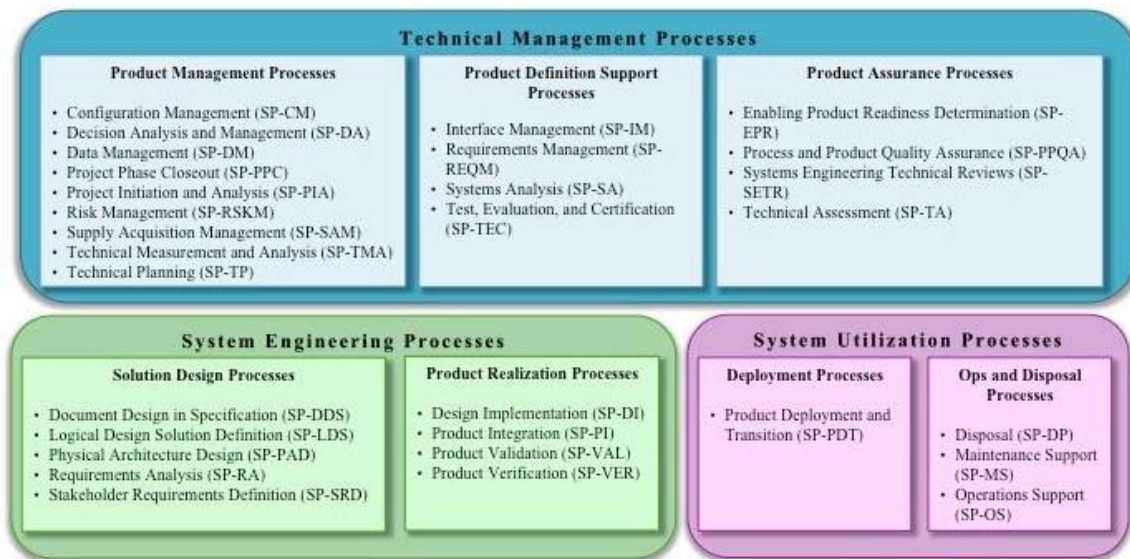 Technical Management Processes
Product Management Processes
• Configuration Management (SP-CM)
• Decision Analysis and Management (SP-DA)
• Data Management (SP-DM)
• Project Phase Closeout (SP-PPC)
• Project Initiation and Analysis (SP-PIA)
• Risk Management (SP-RSKM)
• Supply Acquisition Management (SP-SAM)
• Technical Measurement and Analysis (SP-TMA)
• Technical Planning (SP-TP)
Product Definition Support
Processes
• Interface Management (SP-IM)
• Requirements Management (SP-
REQM)
• Systems Analysis (SP-SA)
• Test, Evaluation, and Certification
(SP-TEC)
Product Assurance Processes
• Enabling Product Readiness Determination (SP-
EPR)
• Process and Product Quality Assurance (SP-PPQA)
• Systems Engineering Technical Reviews (SP-
SETR)
• Technical Assessment (SP-TA)
System Engineering Processes
Solution Design Processes
• Document Design in Specification (SP-DDS)
• Logical Design Solution Definition (SP-LDS)
• Physical Architecture Design (SP-PAD)
• Requirements Analysis (SP-RA)
• Stakeholder Requirements Definition (SP-SRD)
Product Realization Processes
• Design Implementation (SP-DI)
• Product Integration (SP-PI)
• Product Validation (SP-VAL)
• Product Verification (SP-VER)
System Utilization Processes
Deployment Processes
• Product Deployment and
Transition (SP-PDT)
Ops and Disposal
Processes
• Disposal (SP-DP)
• Maintenance Support
(SP-MS)
• Operations Support
(SP-OS)